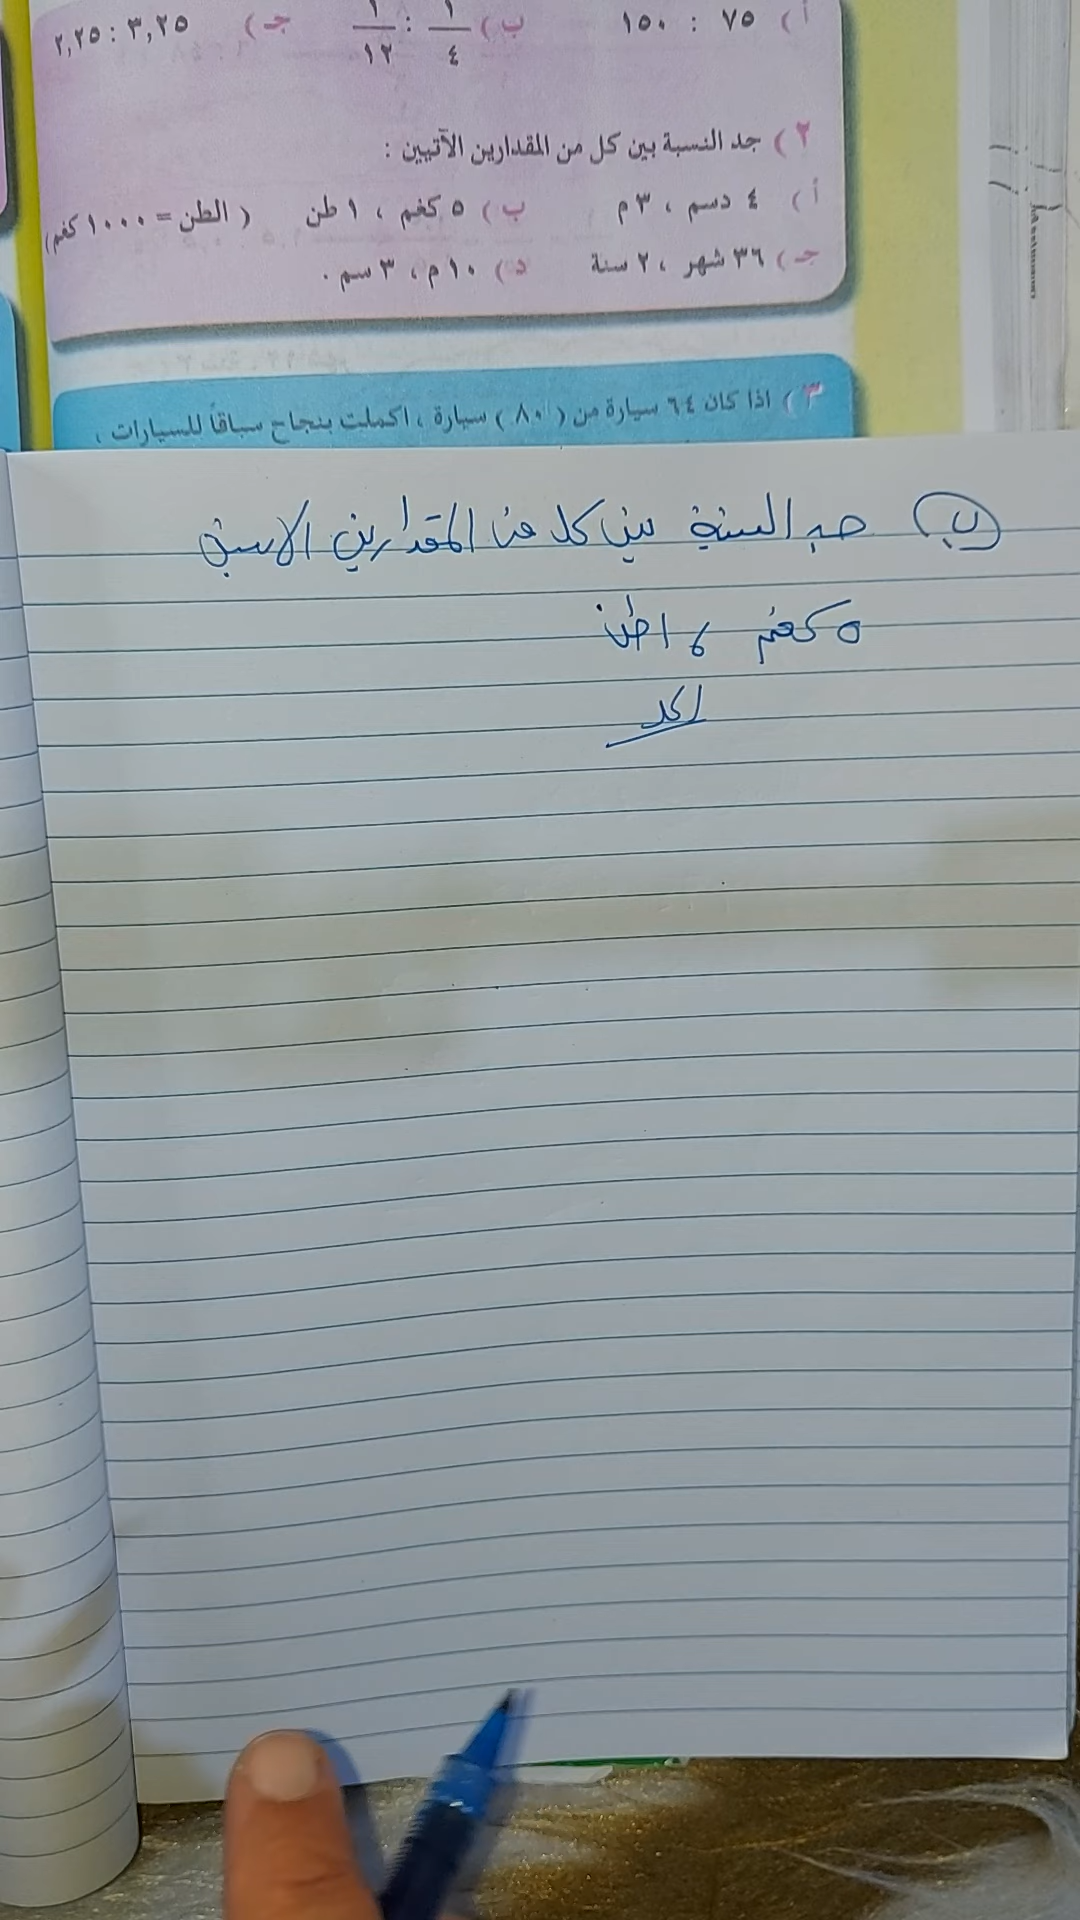 أ ) ٧٥ : ١٥٠ ب ) ١/٤ : ١/١٢ جـ ) ٣,٢٥ : ٢,٢٥
٢ ) جد النسبة بين كل من المقدارين الآتيين :
أ ) ٤ دسم ، ٣ م ب ) ٥ كغم ، ١ طن ( الطن = ١٠٠٠ كغم)
جـ ) ٣٦ شهر ، ٢ سنة د ) ١٠ م ، ٣ سم .
٣ ) اذا كان ٦٤ سيارة من ( ٨٠ ) سيارة ، اكملت بنجاح سباقاً للسيارات ،
ب جد النسبة بين كل من المقدارين الاتيين
٥ كغم ، ١ طن
الحل